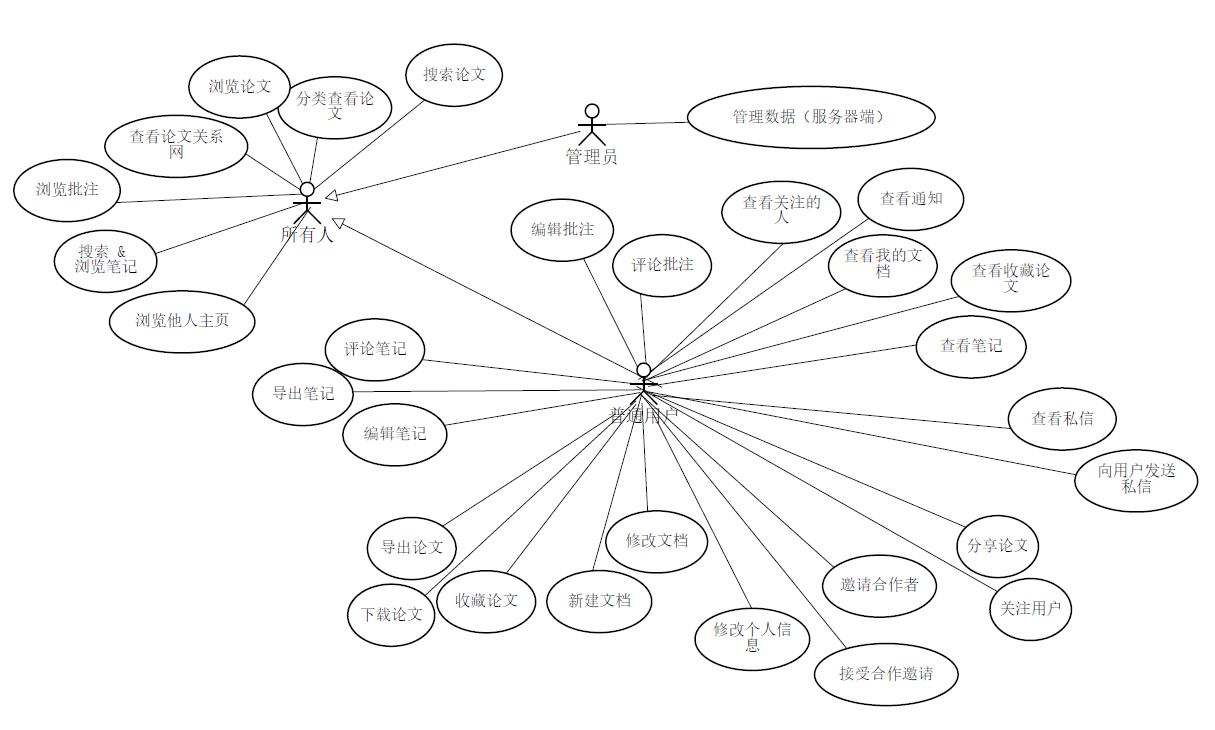 搜索论文
浏览论文
分类查看论
文
管理数据（服务器端）
查看论文关系
网
管理员
浏览批注
所有人
搜索 &
浏览笔记
浏览他人主页
编辑批注
评论批注
查看关注的
人
查看通知
查看我的文
档
查看收藏论
文
查看笔记
评论笔记
导出笔记
编辑笔记
普通用户
查看私信
向用户发送
私信
导出论文
下载论文
收藏论文
新建文档
修改文档
修改个人信
息
邀请合作者
接受合作邀请
分享论文
关注用户